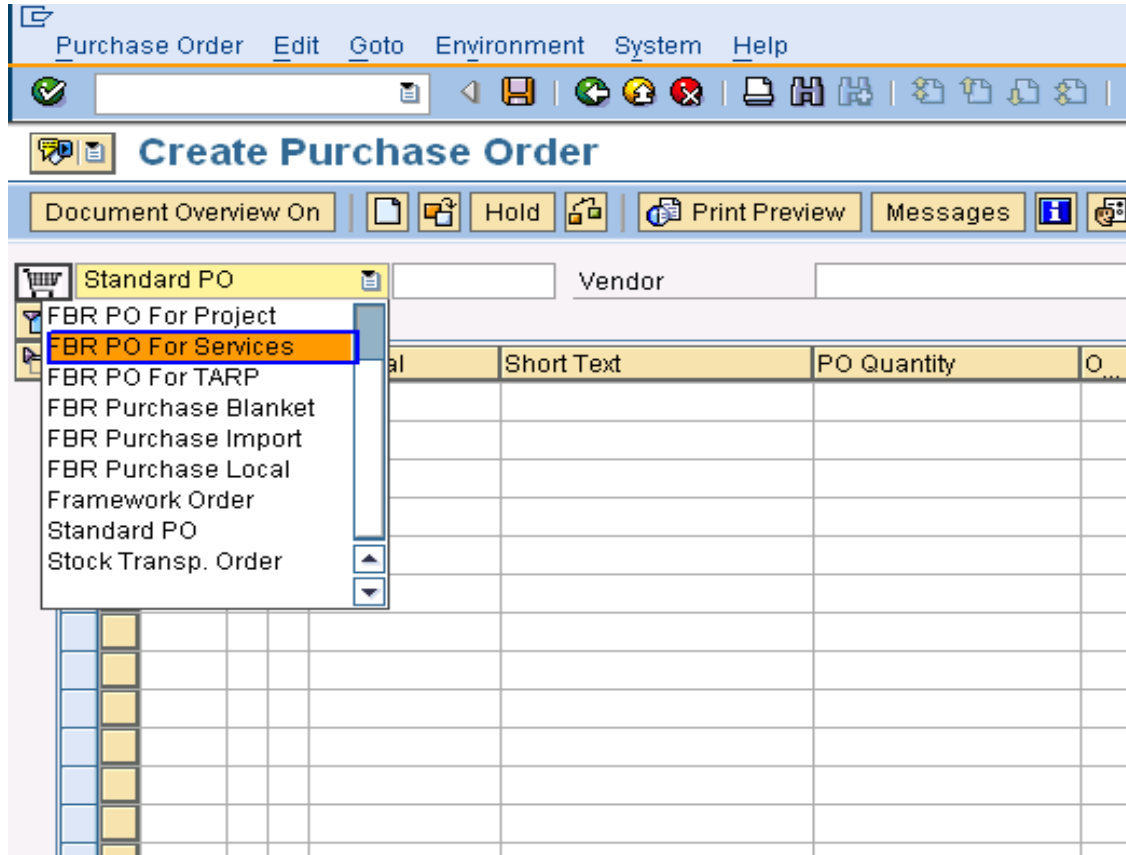 Purchase Order Edit Goto Environment System Help
Create Purchase Order
Document Overview On Hold Print Preview Messages
Standard PO Vendor
FBR PO For Project
FBR PO For Services
al Short Text PO Quantity O...
FBR PO For TARP
FBR Purchase Blanket
FBR Purchase Import
FBR Purchase Local
Framework Order
Standard PO
Stock Transp. Order